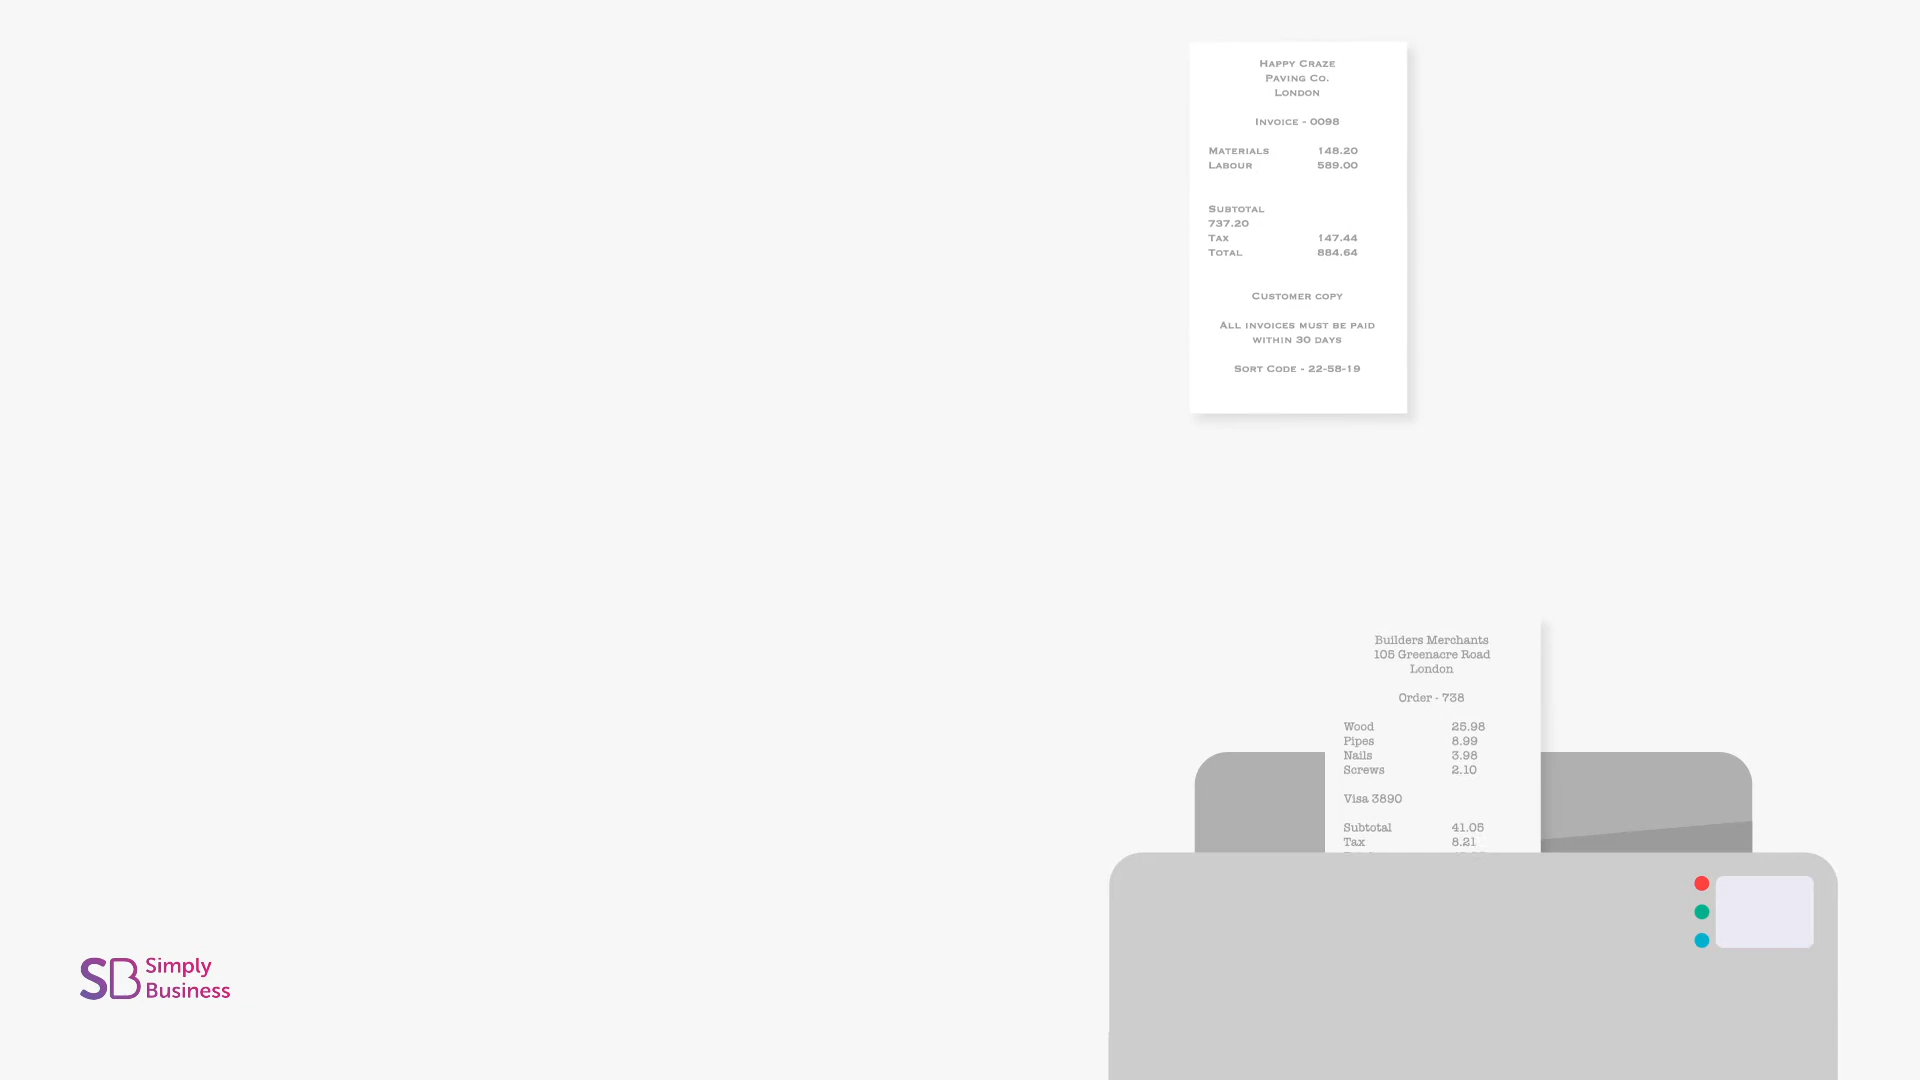 Happy Craze
Paving Co.
London
Invoice - 0098
Materials 148.20
Labour 589.00
Subtotal
737.20
Tax 147.44
Total 884.64
Customer copy
All invoices must be paid
within 30 days
Sort Code - 22-58-19
Builders Merchants
105 Greenacre Road
London
Order - 738
Wood 25.98
Pipes 8.99
Nails 3.98
Screws 2.10
Visa 3890
Subtotal 41.05
Tax 8.21
SB Simply
Business